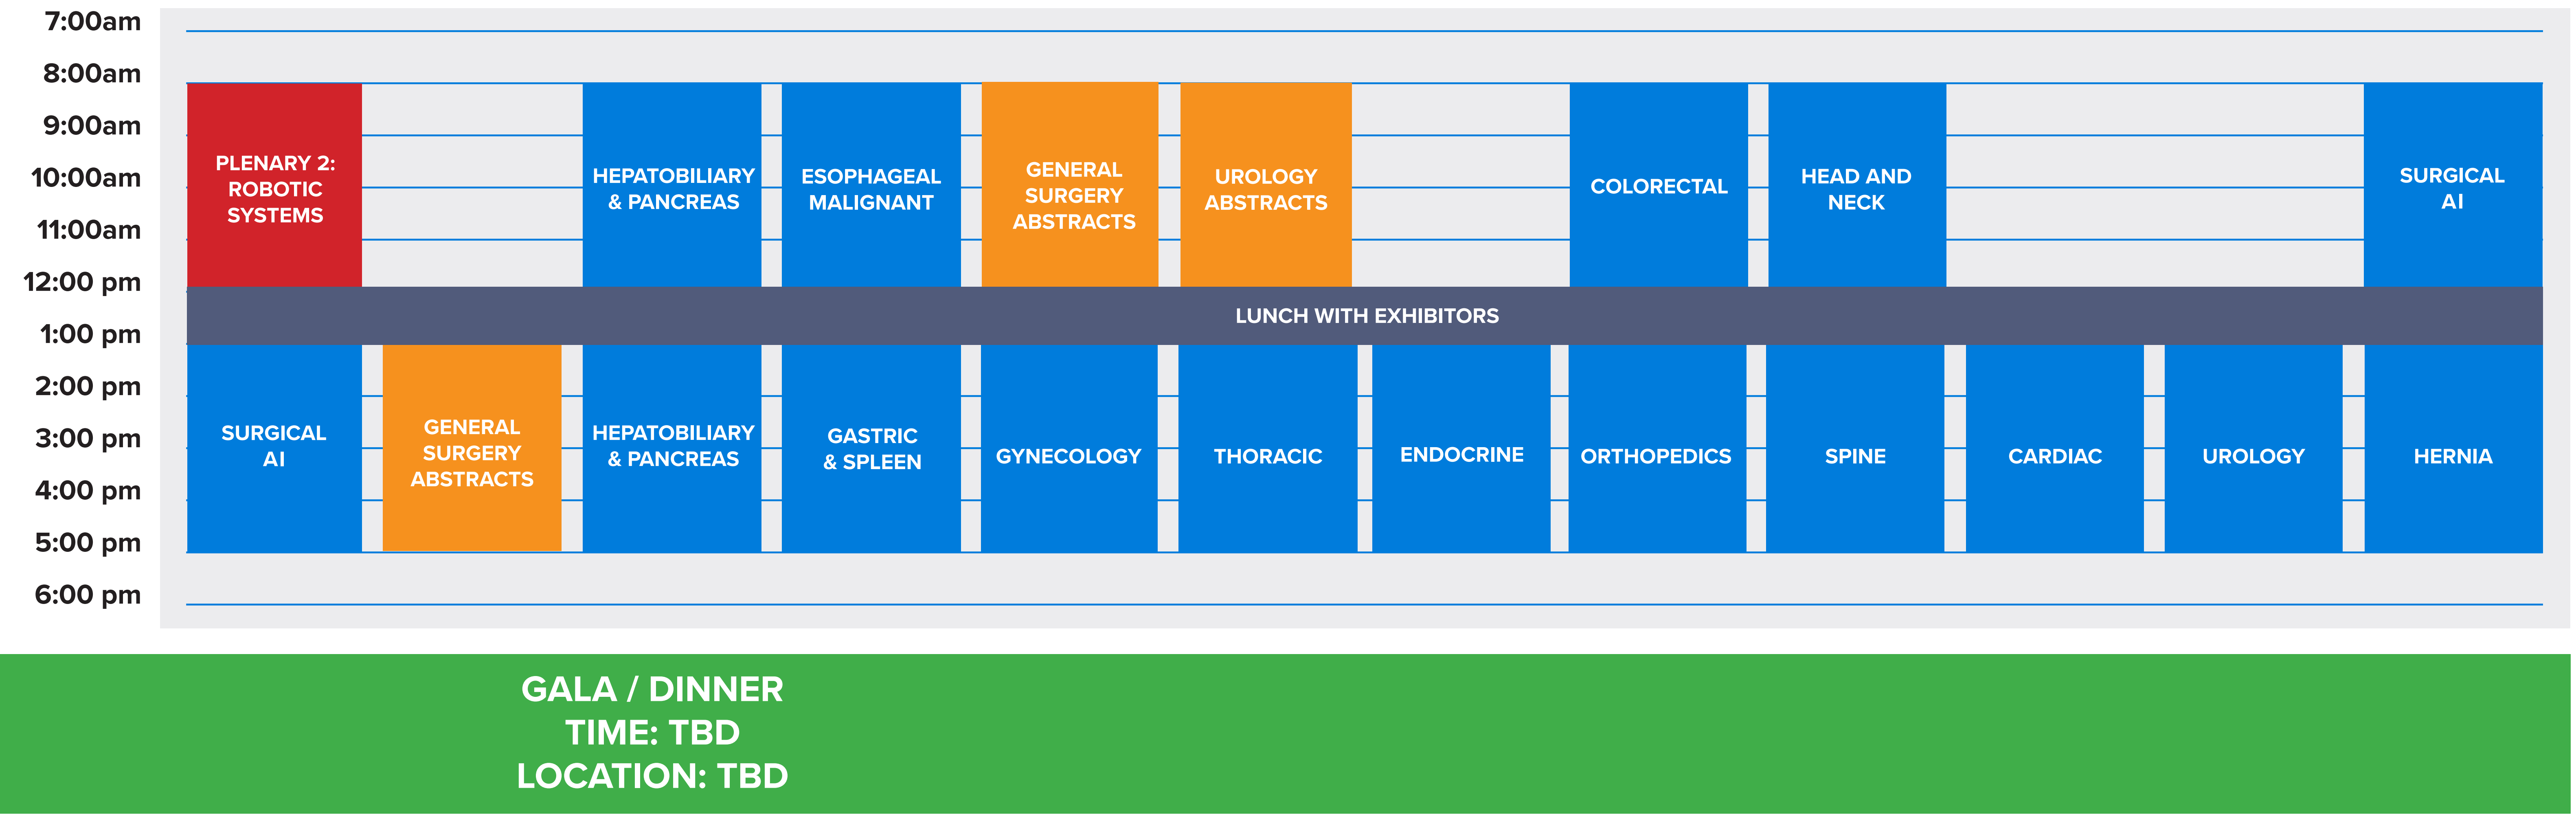 7:00am
8:00am
9:00am
10:00am
11:00am
12:00 pm
1:00 pm
2:00 pm
3:00 pm
4:00 pm
5:00 pm
6:00 pm
PLENARY 2:
ROBOTIC
SYSTEMS
HEPATOBILIARY
& PANCREAS
ESOPHAGEAL
MALIGNANT
GENERAL
SURGERY
ABSTRACTS
UROLOGY
ABSTRACTS
COLORECTAL
HEAD AND
NECK
SURGICAL
AI
LUNCH WITH EXHIBITORS
SURGICAL
AI
GENERAL
SURGERY
ABSTRACTS
HEPATOBILIARY
& PANCREAS
GASTRIC
& SPLEEN
GYNECOLOGY
THORACIC
ENDOCRINE
ORTHOPEDICS
SPINE
CARDIAC
UROLOGY
HERNIA
GALA / DINNER
TIME: TBD
LOCATION: TBD